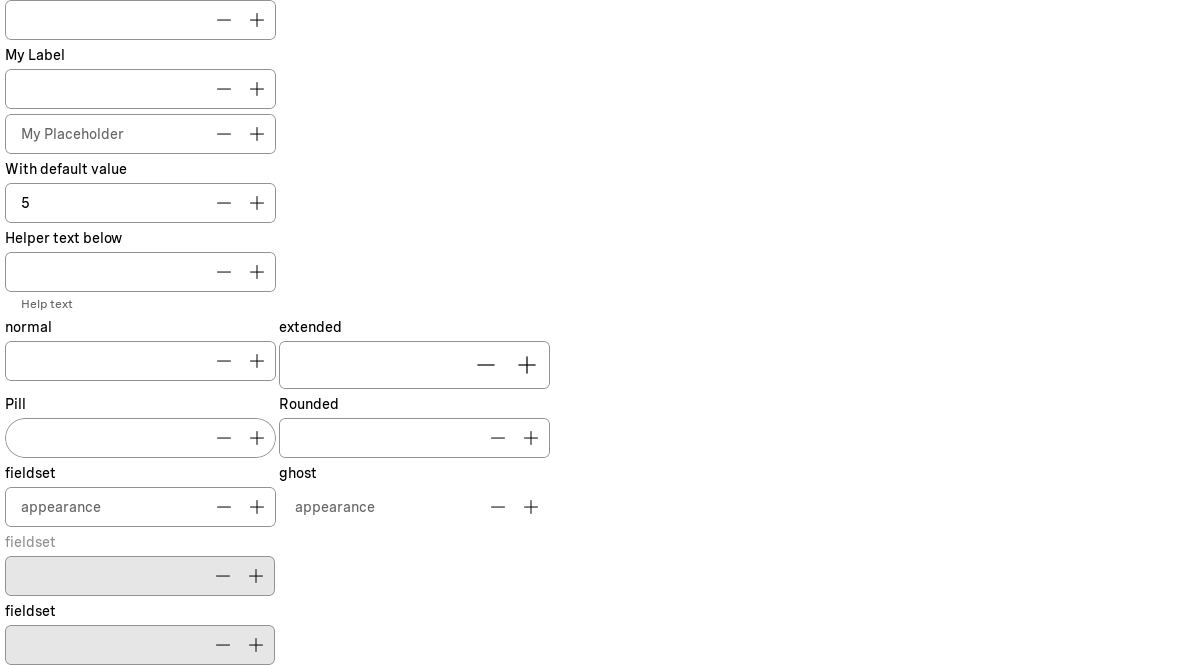 My Label
My Placeholder
With default value
5
Helper text below
Help text
normal
extended
Pill
Rounded
fieldset
ghost
appearance
appearance
fieldset
fieldset